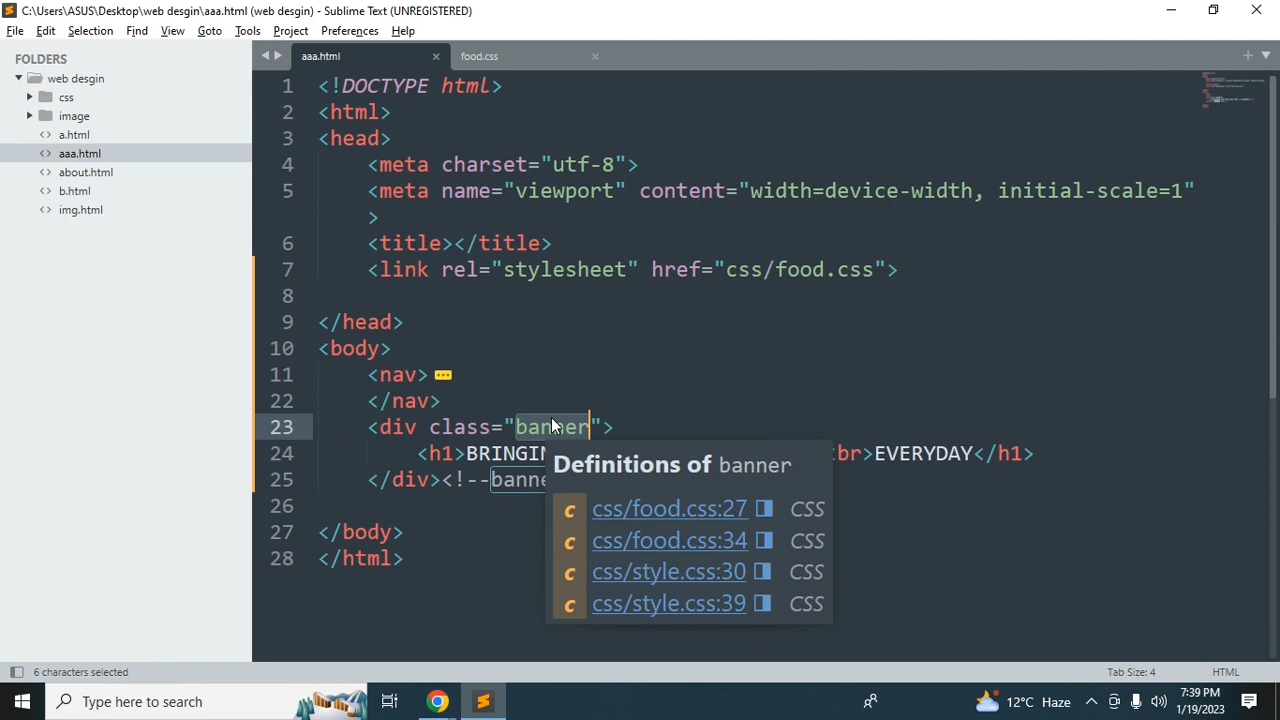 C:\Users\ASUS\Desktop\web desgin\aaa.html (web desgin) - Sublime Text (UNREGISTERED)
File Edit Selection Find View Goto Tools Project Preferences Help
FOLDERS
web desgin
css
image
a.html
aaa.html
about.html
b.html
img.html
aaa.html
food.css
1 <!DOCTYPE html>
2 <html>
3 <head>
4 <meta charset="utf-8">
5 <meta name="viewport" content="width=device-width, initial-scale=1"
>
6 <title></title>
7 <link rel="stylesheet" href="css/food.css">
8
9 </head>
10 <body>
11 <nav>
22 </nav>
23 <div class="banner">
24 <h1>BRINGIN br>EVERYDAY</h1>
25 </div><!--banne
26
27 </body>
28 </html>
Definitions of banner
c css/food.css:27 CSS
c css/food.css:34 CSS
c css/style.css:30 CSS
c css/style.css:39 CSS
6 characters selected
Tab Size: 4
HTML
Type here to search
12°C Haze
7:39 PM
1/19/2023